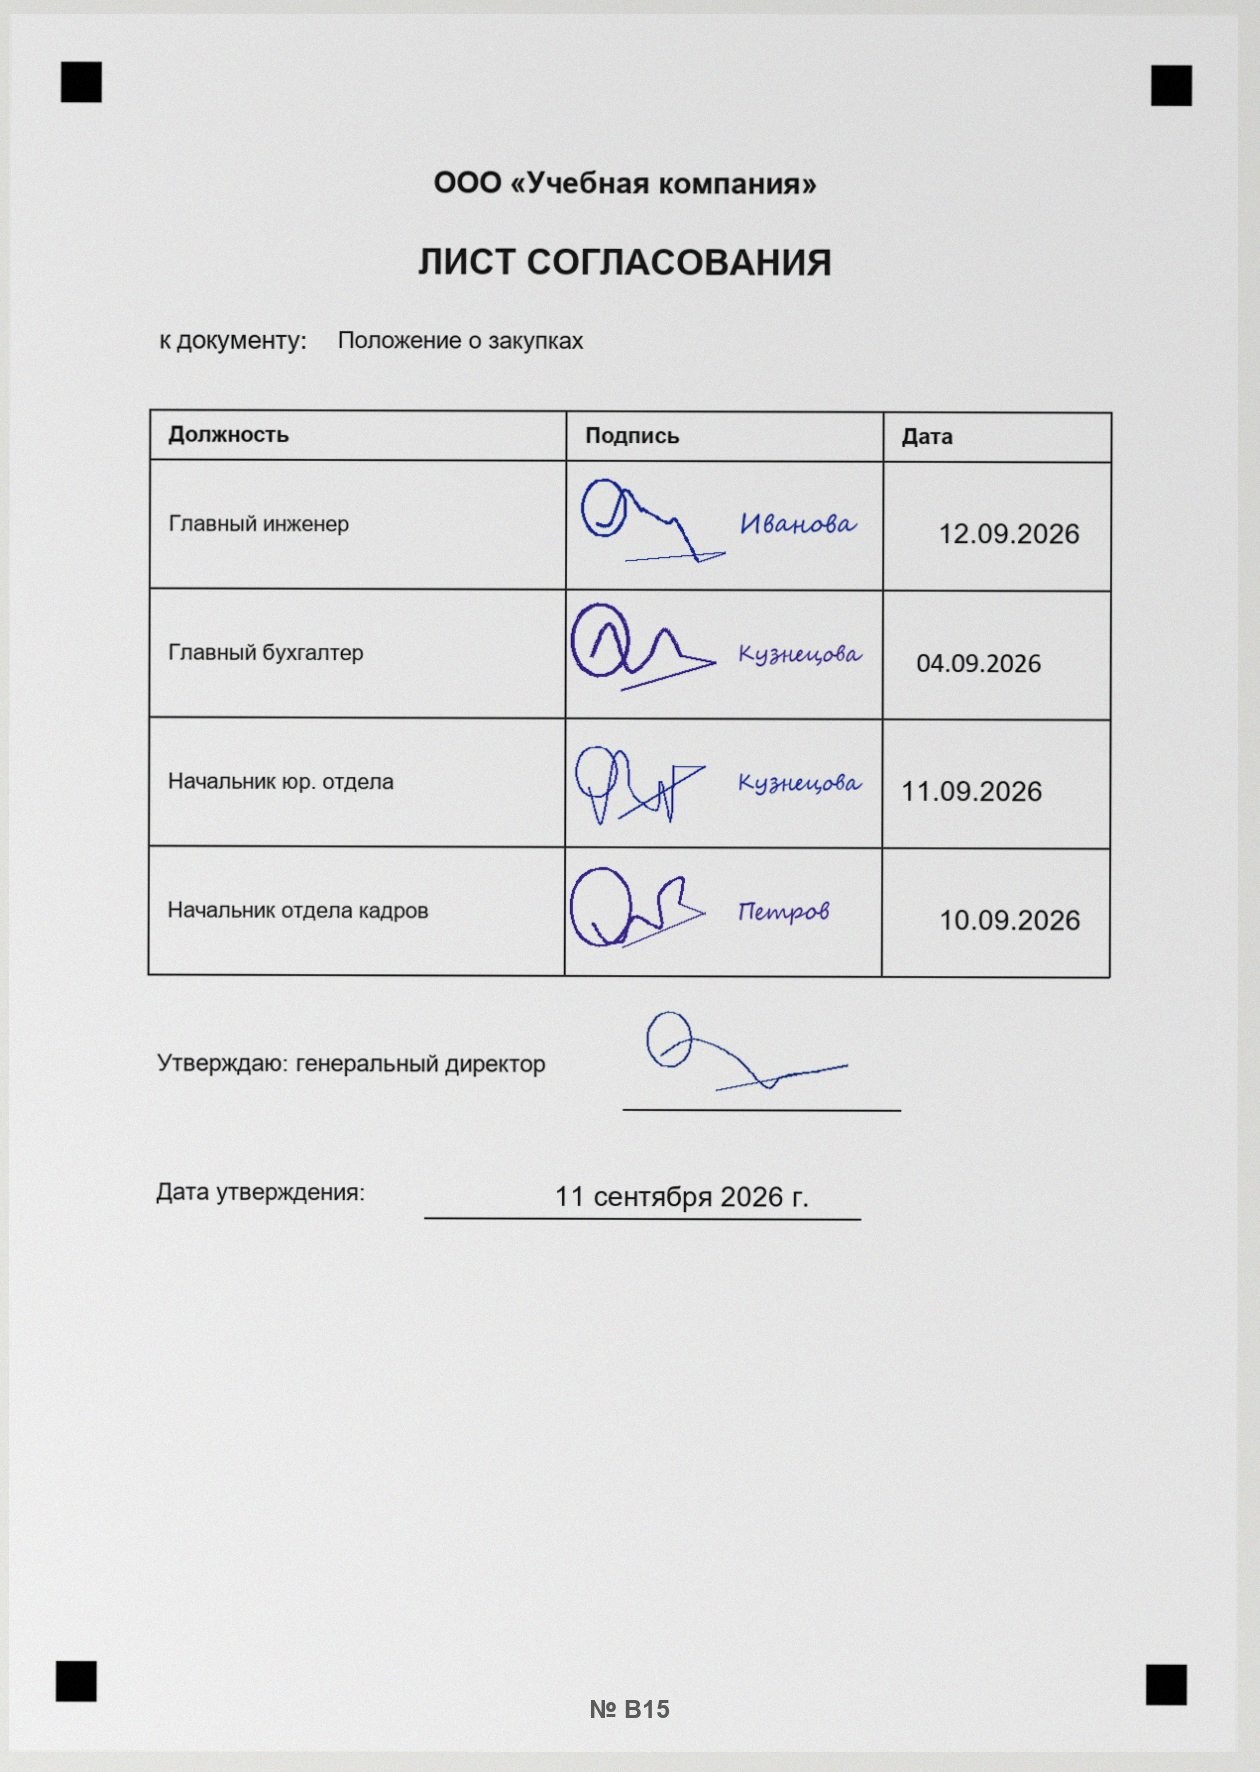 ООО «Учебная компания»
ЛИСТ СОГЛАСОВАНИЯ
к документу: Положение о закупках
Должность Подпись Дата
Главный инженер Иванова 12.09.2026
Главный бухгалтер Кузнецова 04.09.2026
Начальник юр. отдела Кузнецова 11.09.2026
Начальник отдела кадров Петров 10.09.2026
Утверждаю: генеральный директор
Дата утверждения: 11 сентября 2026 г.
№ В15